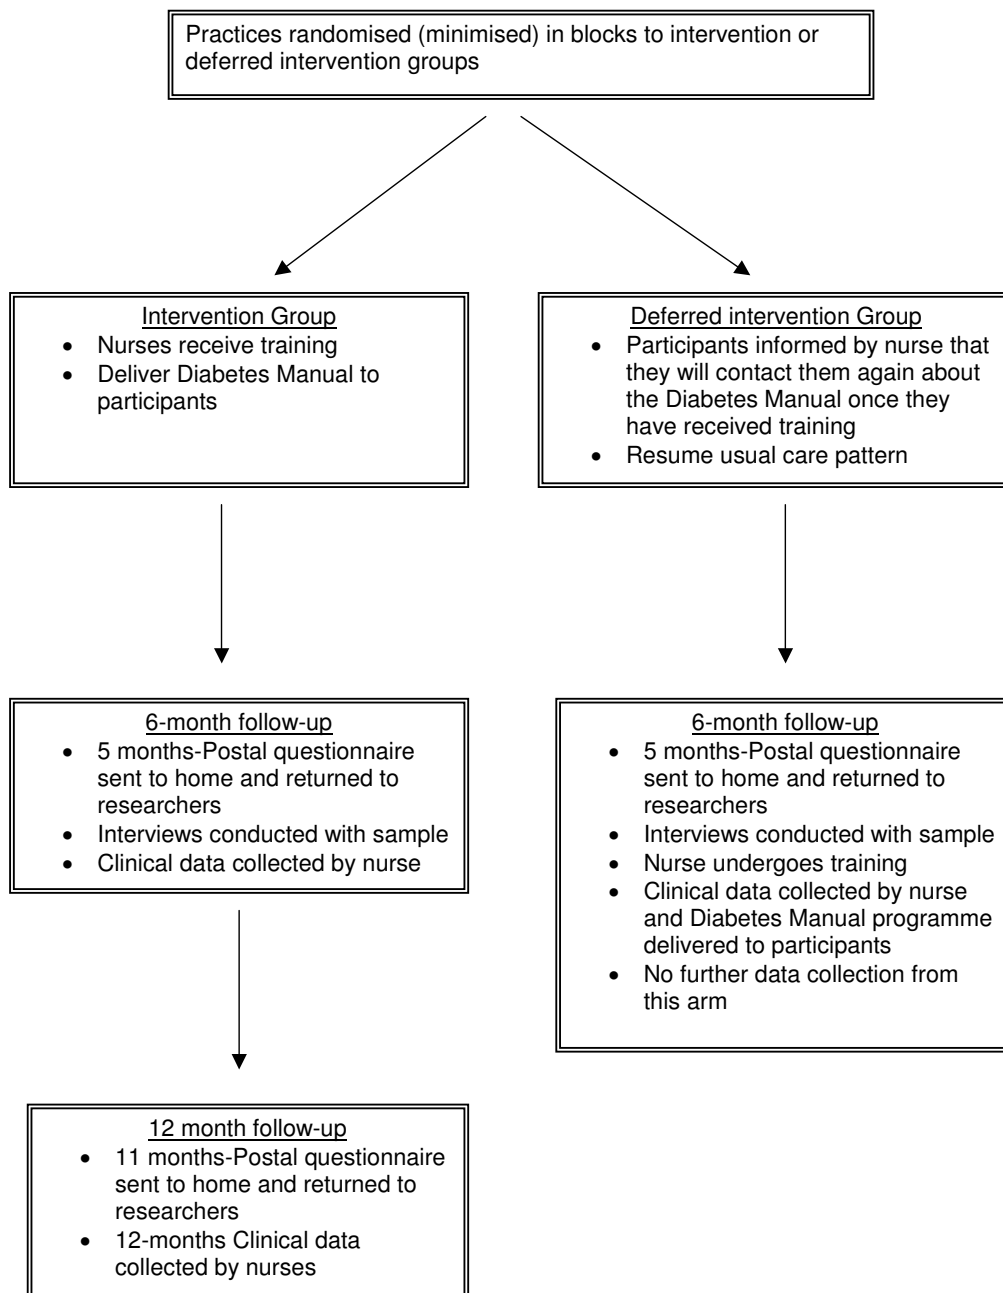 Practices randomised (minimised) in blocks to intervention or
deferred intervention groups
Intervention Group
• Nurses receive training
• Deliver Diabetes Manual to
participants
Deferred intervention Group
• Participants informed by nurse that
they will contact them again about
the Diabetes Manual once they
have received training
• Resume usual care pattern
6-month follow-up
• 5 months-Postal questionnaire
sent to home and returned to
researchers
• Interviews conducted with sample
• Clinical data collected by nurse
6-month follow-up
• 5 months-Postal questionnaire
sent to home and returned to
researchers
• Interviews conducted with sample
• Nurse undergoes training
• Clinical data collected by nurse
and Diabetes Manual programme
delivered to participants
• No further data collection from
this arm
12 month follow-up
• 11 months-Postal questionnaire
sent to home and returned to
researchers
• 12-months Clinical data
collected by nurses